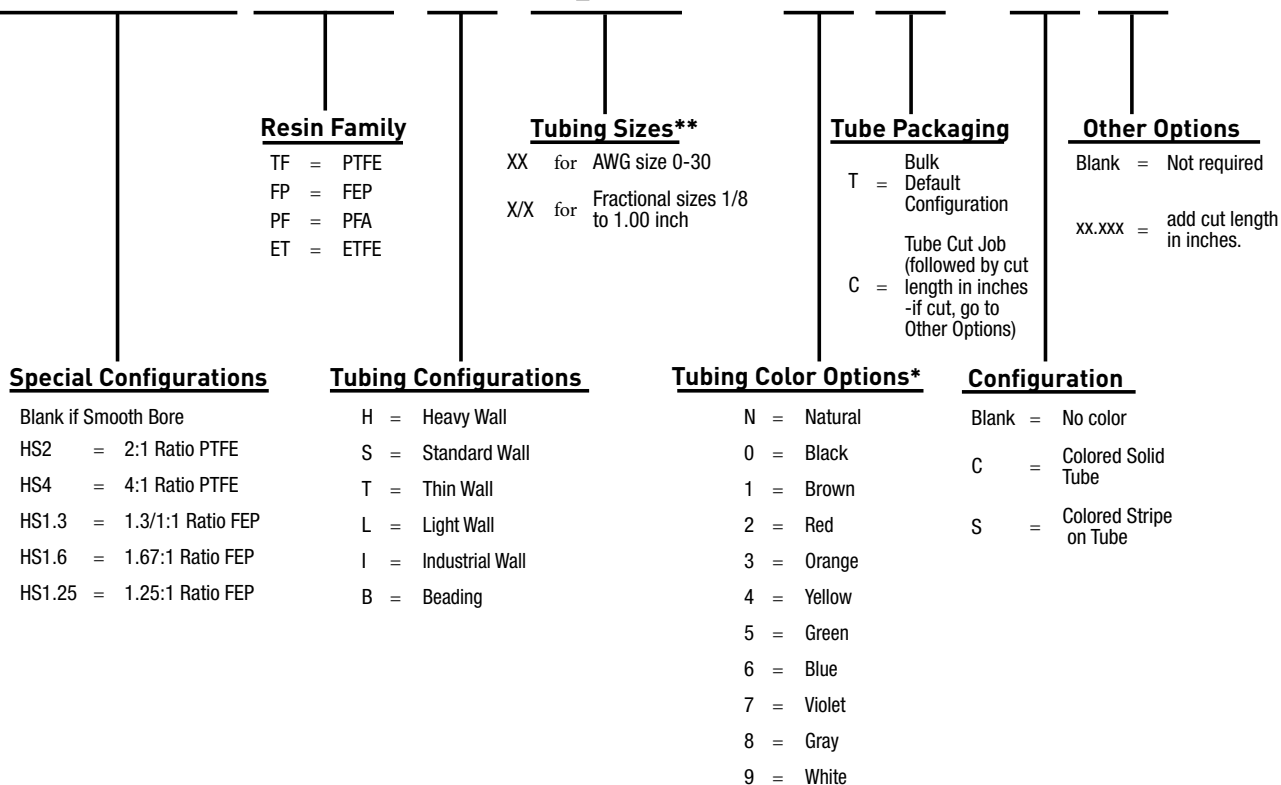 Resin Family
TF = PTFE
FP = FEP
PF = PFA
ET = ETFE
Tubing Sizes**
XX for AWG size 0-30
X/X for Fractional sizes 1/8
to 1.00 inch
Tube Packaging
T = Bulk
Default
Configuration
C = Tube Cut Job
(followed by cut
length in inches
-if cut, go to
Other Options)
Other Options
Blank = Not required
xx.xxx = add cut length
in inches.
Special Configurations
Blank if Smooth Bore
HS2 = 2:1 Ratio PTFE
HS4 = 4:1 Ratio PTFE
HS1.3 = 1.3/1:1 Ratio FEP
HS1.6 = 1.67:1 Ratio FEP
HS1.25 = 1.25:1 Ratio FEP
Tubing Configurations
H = Heavy Wall
S = Standard Wall
T = Thin Wall
L = Light Wall
I = Industrial Wall
B = Beading
Tubing Color Options*
N = Natural
0 = Black
1 = Brown
2 = Red
3 = Orange
4 = Yellow
5 = Green
6 = Blue
7 = Violet
8 = Gray
9 = White
Configuration
Blank = No color
C = Colored Solid
Tube
S = Colored Stripe
on Tube